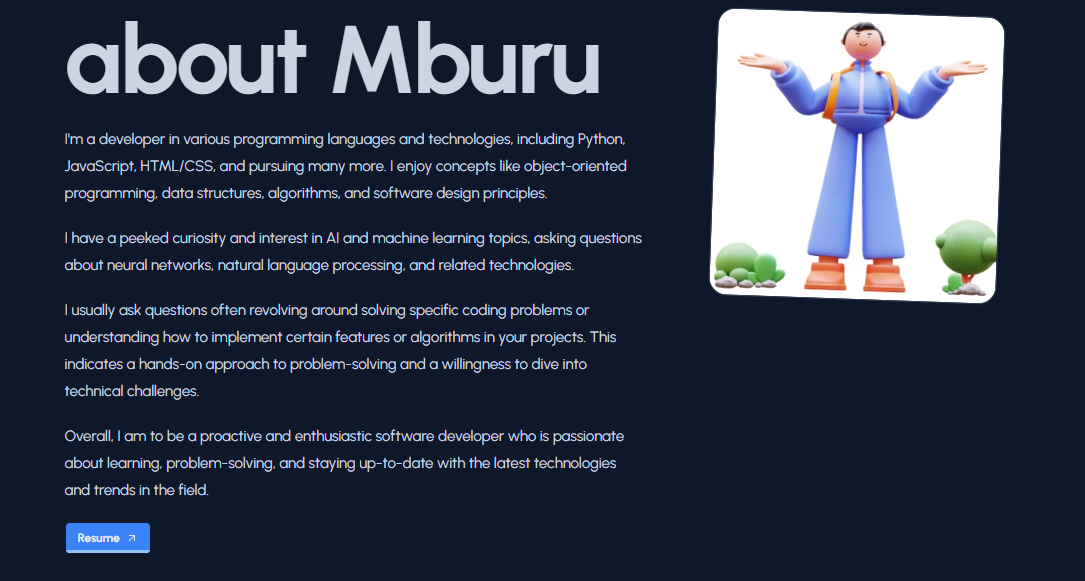 about Mburu
I'm a developer in various programming languages and technologies, including Python,
JavaScript, HTML/CSS, and pursuing many more. I enjoy concepts like object-oriented
programming, data structures, algorithms, and software design principles.
I have a peeked curiosity and interest in AI and machine learning topics, asking questions
about neural networks, natural language processing, and related technologies.
I usually ask questions often revolving around solving specific coding problems or
understanding how to implement certain features or algorithms in your projects. This
indicates a hands-on approach to problem-solving and a willingness to dive into
technical challenges.
Overall, I am to be a proactive and enthusiastic software developer who is passionate
about learning, problem-solving, and staying up-to-date with the latest technologies
and trends in the field.
Resume